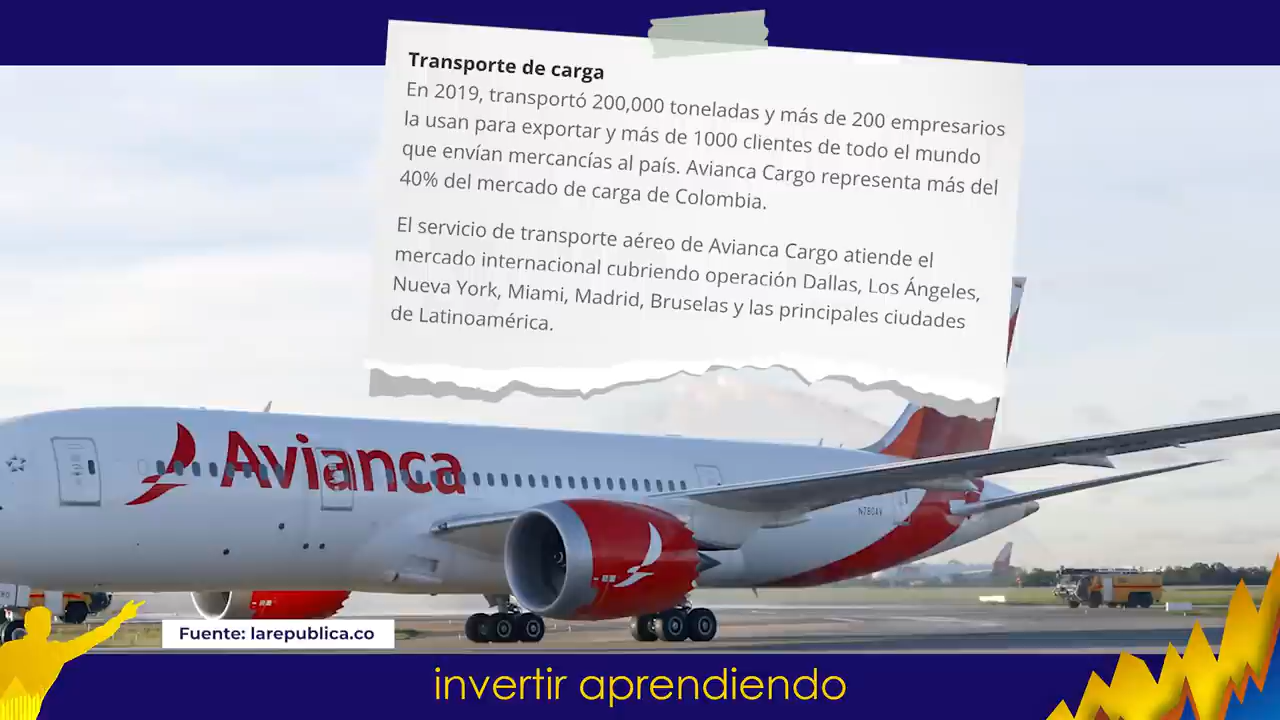 Transporte de carga
En 2019, transportó 200,000 toneladas y más de 200 empresarios
la usan para exportar y más de 1000 clientes de todo el mundo
que envían mercancías al país. Avianca Cargo representa más del
40% del mercado de carga de Colombia.
El servicio de transporte aéreo de Avianca Cargo atiende el
mercado internacional cubriendo operación Dallas, Los Ángeles,
Nueva York, Miami, Madrid, Bruselas y las principales ciudades
de Latinoamérica.
Avianca
N780AV
Fuente: larepublica.co
invertir aprendiendo